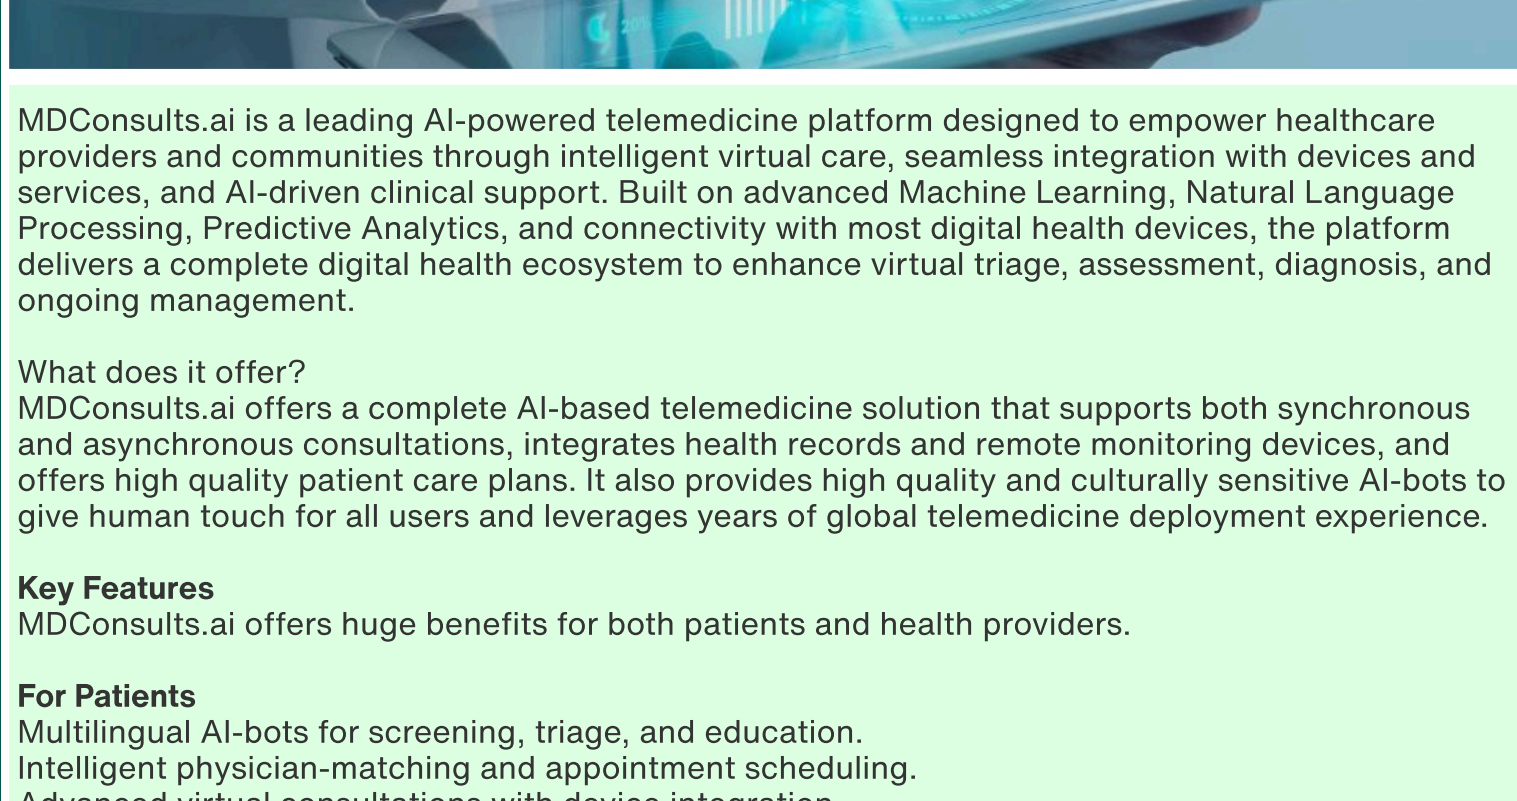 201
MDConsults.ai is a leading AI-powered telemedicine platform designed to empower healthcare
providers and communities through intelligent virtual care, seamless integration with devices and
services, and AI-driven clinical support. Built on advanced Machine Learning, Natural Language
Processing, Predictive Analytics, and connectivity with most digital health devices, the platform
delivers a complete digital health ecosystem to enhance virtual triage, assessment, diagnosis, and
ongoing management.
What does it offer?
MDConsults.ai offers a complete AI-based telemedicine solution that supports both synchronous
and asynchronous consultations, integrates health records and remote monitoring devices, and
offers high quality patient care plans. It also provides high quality and culturally sensitive AI-bots to
give human touch for all users and leverages years of global telemedicine deployment experience.
Key Features
MDConsults.ai offers huge benefits for both patients and health providers.
For Patients
Multilingual AI-bots for screening, triage, and education.
Intelligent physician-matching and appointment scheduling.
Advanced virtual consultations with device integration.